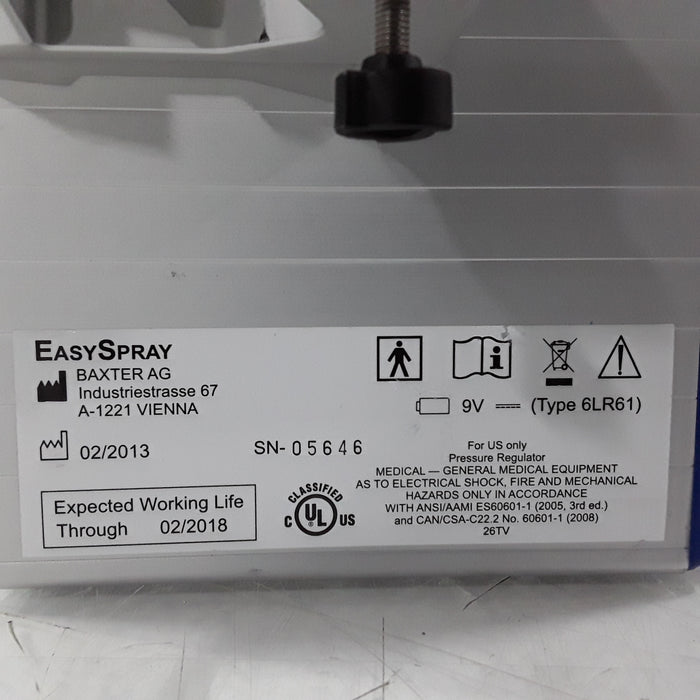 EASYSPRAY
BAXTER AG
Industriestrasse 67
A-1221 VIENNA
9V (Type 6LR61)
02/2013
SN- 05646
Expected Working Life
Through 02/2018
CLASSIFIED
C UL US
For US only
Pressure Regulator
MEDICAL — GENERAL MEDICAL EQUIPMENT
AS TO ELECTRICAL SHOCK, FIRE AND MECHANICAL
HAZARDS ONLY IN ACCORDANCE
WITH ANSI/AAMI ES60601-1 (2005, 3rd ed.)
and CAN/CSA-C22.2 No. 60601-1 (2008)
26TV